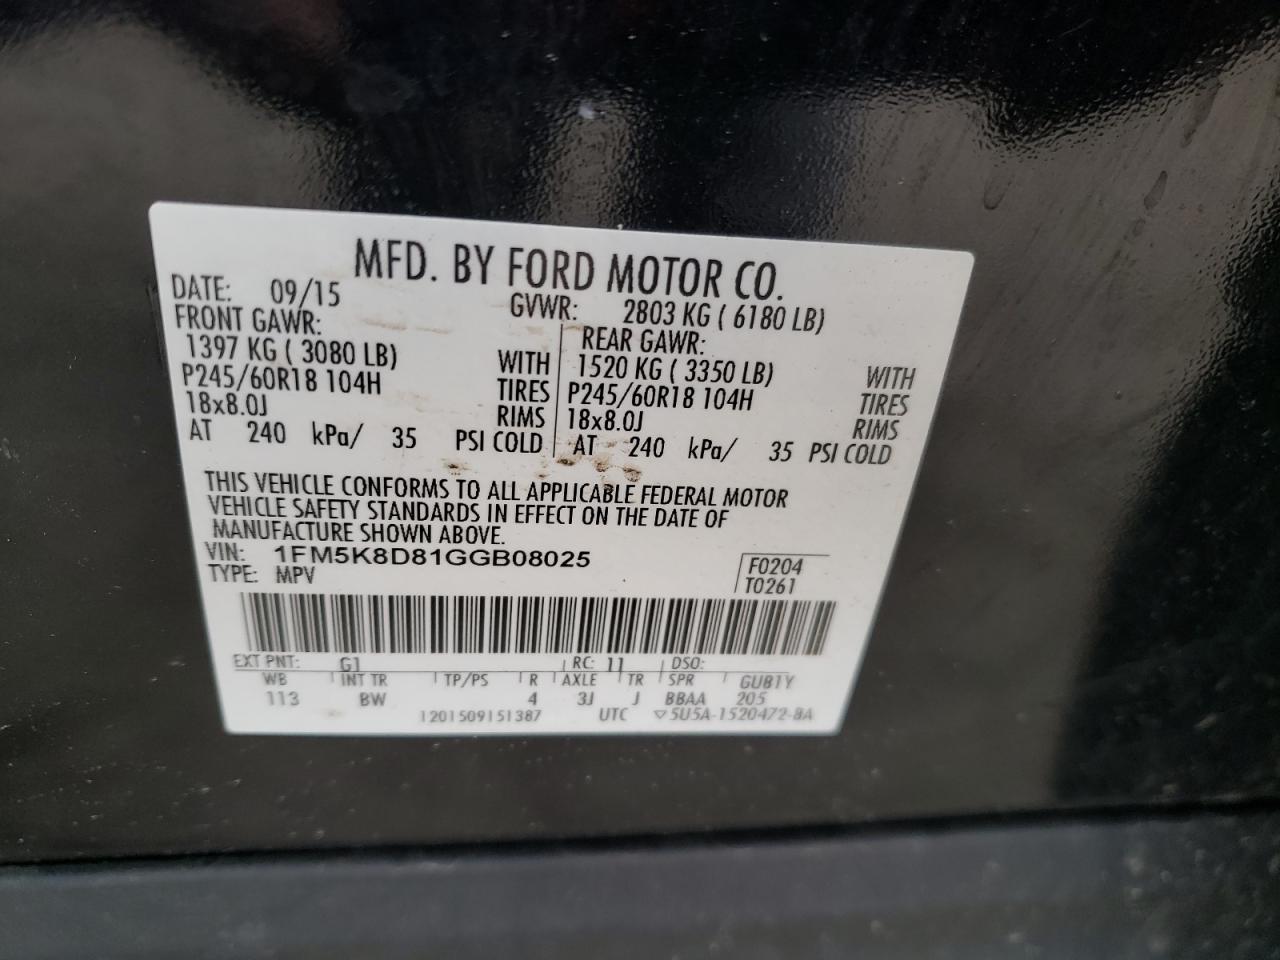 MFD. BY FORD MOTOR CO.
DATE: 09/15 GVWR: 2803 KG ( 6180 LB)
FRONT GAWR: REAR GAWR:
1397 KG ( 3080 LB) WITH 1520 KG ( 3350 LB) WITH
P245/60R18 104H TIRES P245/60R18 104H TIRES
18x8.0J RIMS 18x8.0J RIMS
AT 240 kPa/ 35 PSI COLD AT 240 kPa/ 35 PSI COLD
THIS VEHICLE CONFORMS TO ALL APPLICABLE FEDERAL MOTOR
VEHICLE SAFETY STANDARDS IN EFFECT ON THE DATE OF
MANUFACTURE SHOWN ABOVE.
VIN: 1FM5K8D81GGB08025 F0204
TYPE: MPV T0261
EXT PNT: G1 RC: 11 DSO:
WB INT TR TP/PS R AXLE TR SPR GUB1Y
113 BW 4 3J J BBAA 205
1201509151387 UTC ▽5U5A-1520472-BA